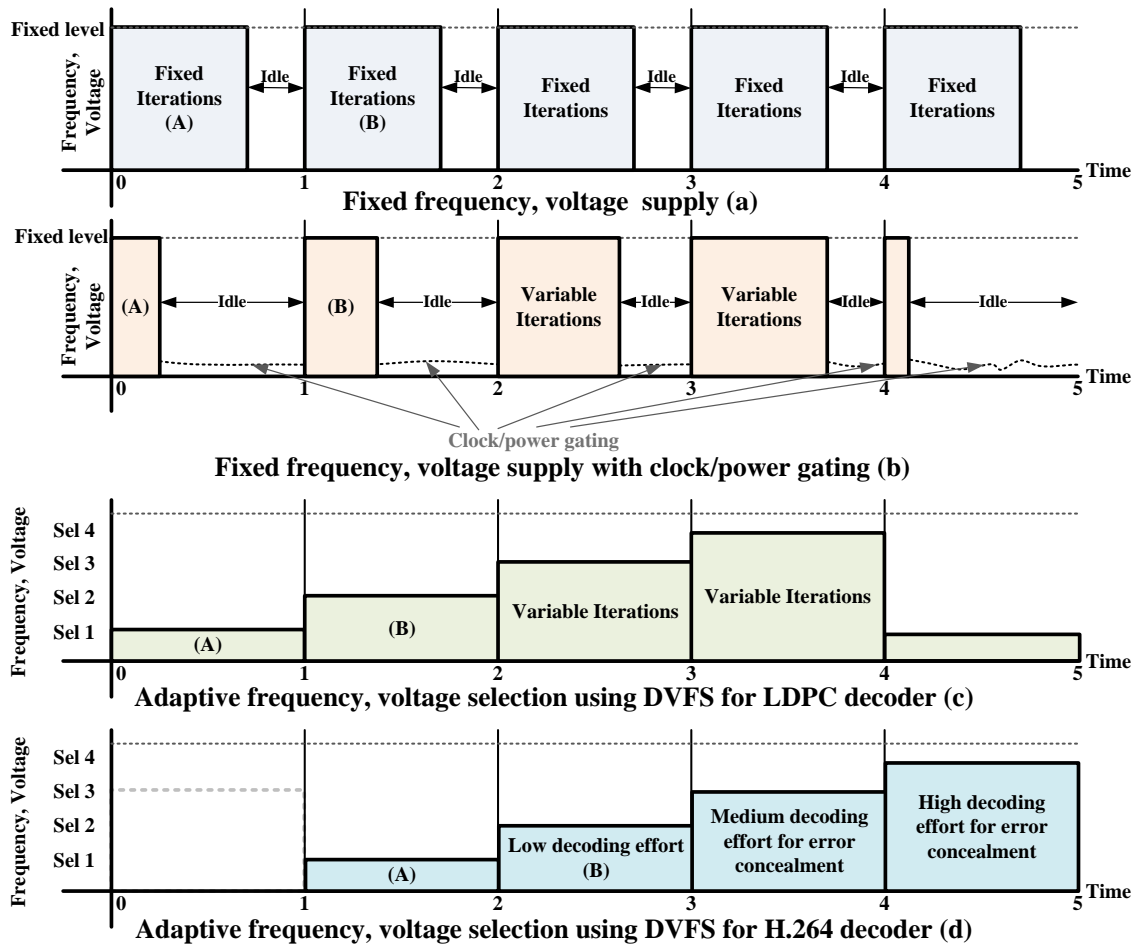 Fixed level
Frequency,
Voltage
Fixed
Iterations
(A)
Idle
Fixed
Iterations
(B)
Idle
Fixed
Iterations
Idle
Fixed
Iterations
Idle
Fixed
Iterations
Time
0 1 2 3 4 5
Fixed frequency, voltage supply (a)
Fixed level
Frequency,
Voltage
(A)
Idle
(B)
Idle
Variable
Iterations
Idle
Variable
Iterations
Idle
Idle
Time
0 1 2 3 4 5
Clock/power gating
Fixed frequency, voltage supply with clock/power gating (b)
Frequency, Voltage
Sel 4
Sel 3
Sel 2
Sel 1
(A)
(B)
Variable Iterations
Variable Iterations
Time
0 1 2 3 4 5
Adaptive frequency, voltage selection using DVFS for LDPC decoder (c)
Frequency, Voltage
Sel 4
Sel 3
Sel 2
Sel 1
(A)
Low decoding effort
(B)
Medium decoding
effort for error
concealment
High decoding
effort for error
concealment
Time
0 1 2 3 4 5
Adaptive frequency, voltage selection using DVFS for H.264 decoder (d)